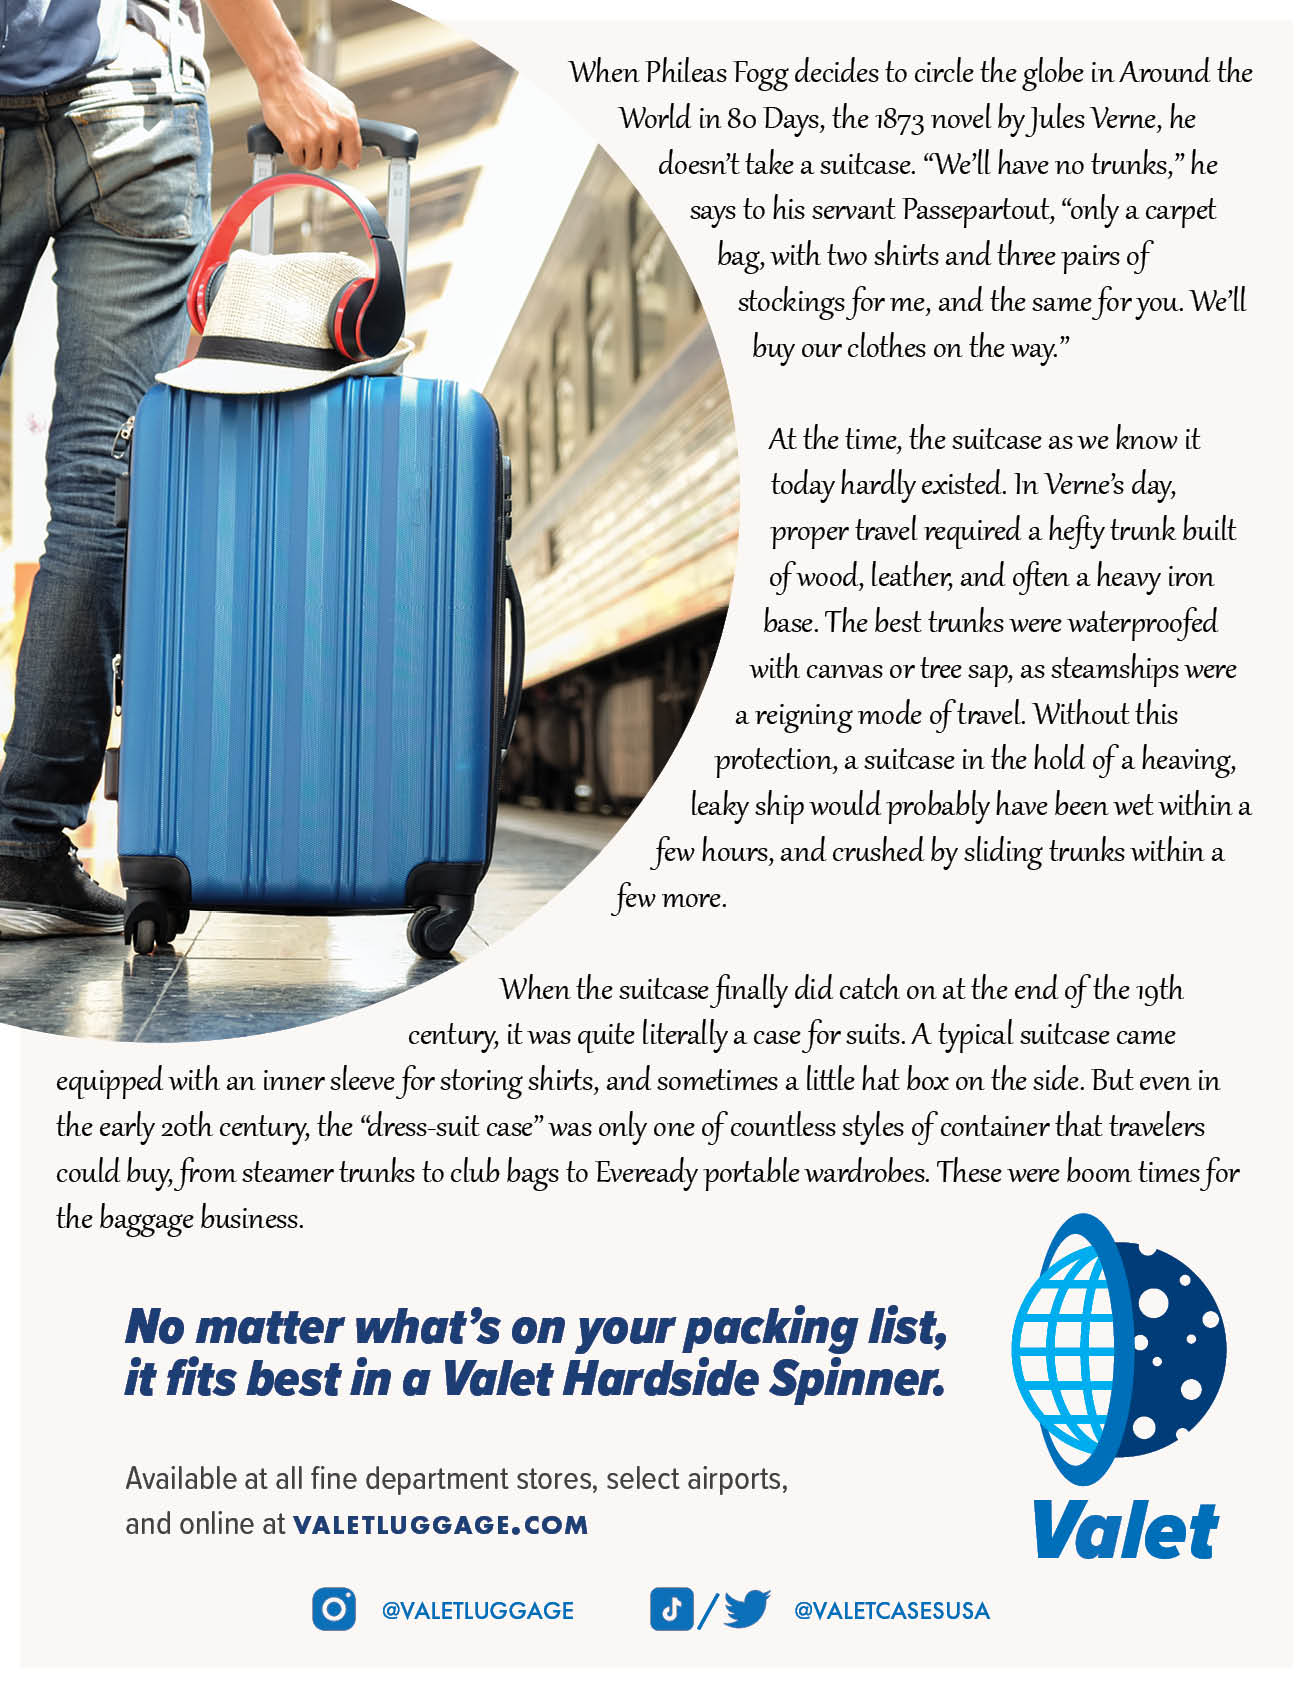 When Phileas Fogg decides to circle the globe in Around the
World in 80 Days, the 1873 novel by Jules Verne, he
doesn’t take a suitcase. “We’ll have no trunks,” he
says to his servant Passepartout, “only a carpet
bag, with two shirts and three pairs of
stockings for me, and the same for you. We’ll
buy our clothes on the way.”
At the time, the suitcase as we know it
today hardly existed. In Verne’s day,
proper travel required a hefty trunk built
of wood, leather, and often a heavy iron
base. The best trunks were waterproofed
with canvas or tree sap, as steamships were
a reigning mode of travel. Without this
protection, a suitcase in the hold of a heaving,
leaky ship would probably have been wet within a
few hours, and crushed by sliding trunks within a
few more.
When the suitcase finally did catch on at the end of the 19th
century, it was quite literally a case for suits. A typical suitcase came
equipped with an inner sleeve for storing shirts, and sometimes a little hat box on the side. But even in
the early 20th century, the “dress-suit case” was only one of countless styles of container that travelers
could buy, from steamer trunks to club bags to Eveready portable wardrobes. These were boom times for
the baggage business.
No matter what’s on your packing list,
it fits best in a Valet Hardside Spinner.
Available at all fine department stores, select airports,
and online at VALETLUGGAGE.COM
Valet
@VALETLUGGAGE
/ @VALETCASESUSA